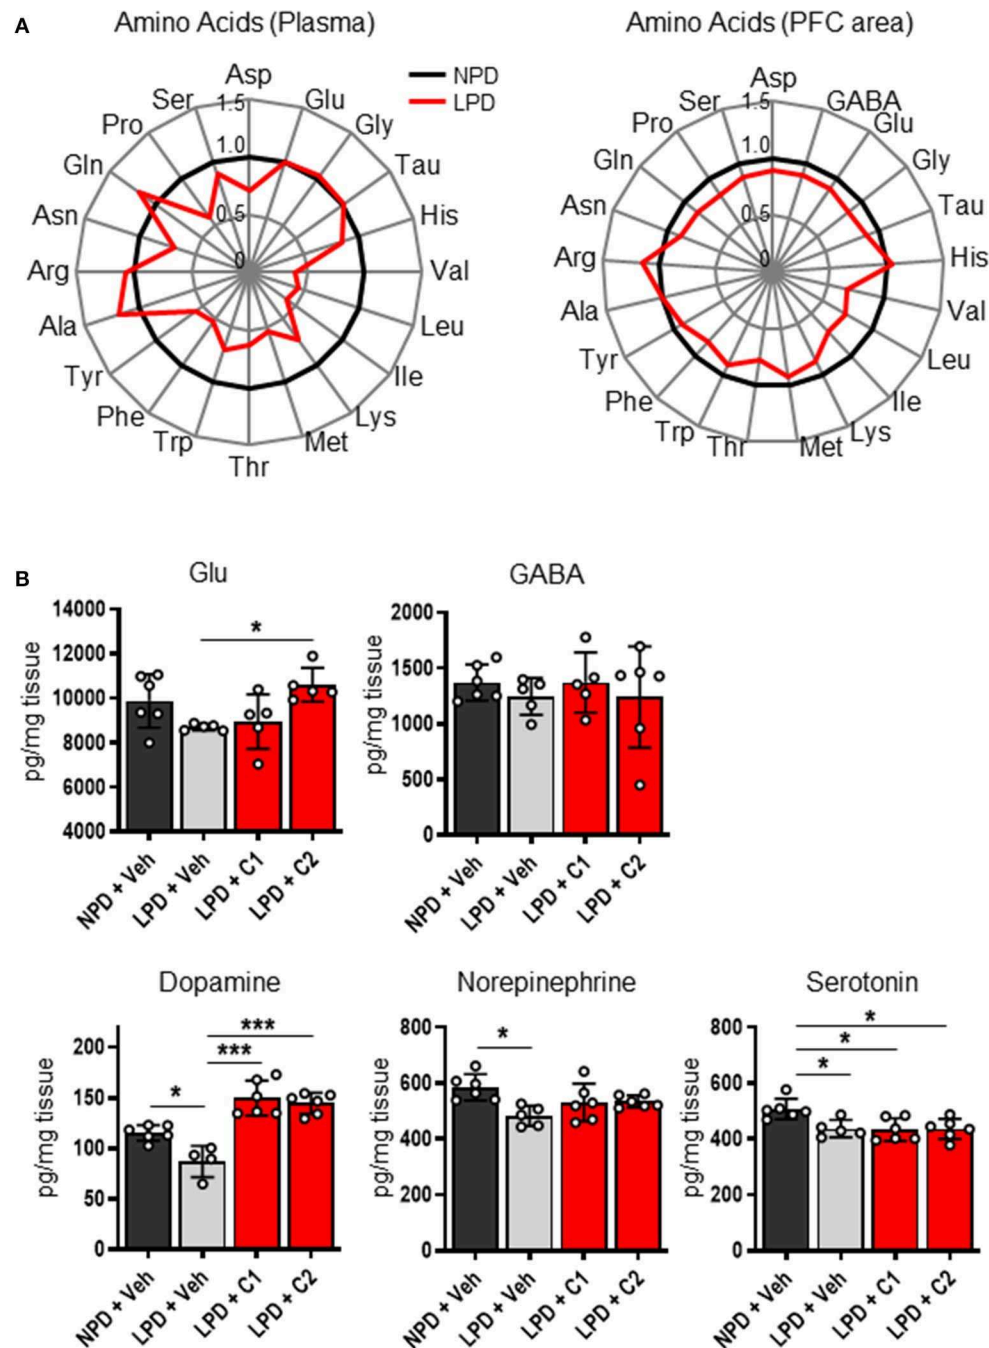 A
Amino Acids (Plasma)
Amino Acids (PFC area)
NPD
LPD
Asp
Glu
Gly
Tau
His
Val
Leu
Ile
Lys
Met
Thr
Trp
Phe
Tyr
Ala
Arg
Asn
Gln
Pro
Ser
1.5
1.0
0.5
0
Asp
GABA
Glu
Gly
Tau
His
Val
Leu
Ile
Lys
Met
Thr
Trp
Phe
Tyr
Ala
Arg
Asn
Gln
Pro
Ser
1.5
1.0
0.5
0
B
Glu
pg/mg tissue
14000
12000
10000
8000
6000
4000
*
NPD + Veh
LPD + Veh
LPD + C1
LPD + C2
GABA
pg/mg tissue
2000
1500
1000
500
0
NPD + Veh
LPD + Veh
LPD + C1
LPD + C2
Dopamine
pg/mg tissue
200
150
100
50
0
*
***
***
NPD + Veh
LPD + Veh
LPD + C1
LPD + C2
Norepinephrine
pg/mg tissue
800
600
400
200
0
*
NPD + Veh
LPD + Veh
LPD + C1
LPD + C2
Serotonin
pg/mg tissue
800
600
400
200
0
*
*
*
NPD + Veh
LPD + Veh
LPD + C1
LPD + C2